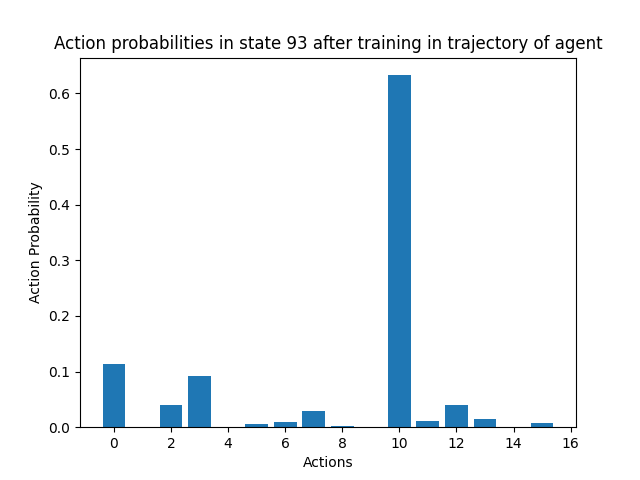 Action probabilities in state 93 after training in trajectory of agent
Action Probability
0.6
0.5
0.4
0.3
0.2
0.1
0.0
0 2 4 6 8 10 12 14 16
Actions